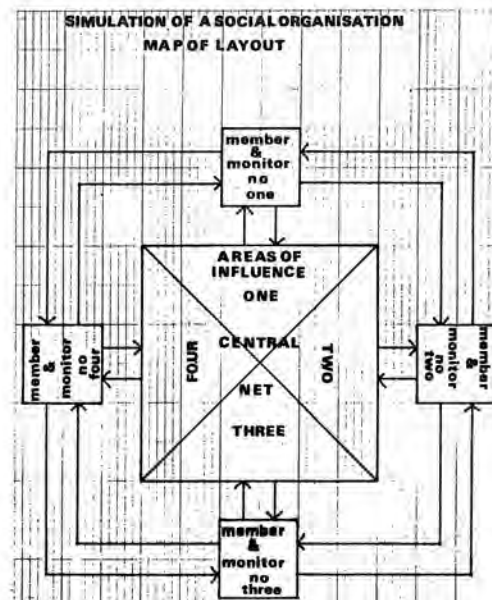 SIMULATION OF A SOCIAL ORGANISATION
MAP OF LAYOUT
member
&
monitor
no
one
AREAS OF
INFLUENCE
ONE
member
&
monitor
no
four
FOUR
CENTRAL
TWO
member
&
monitor
no
two
NET
THREE
member
&
monitor
no
three